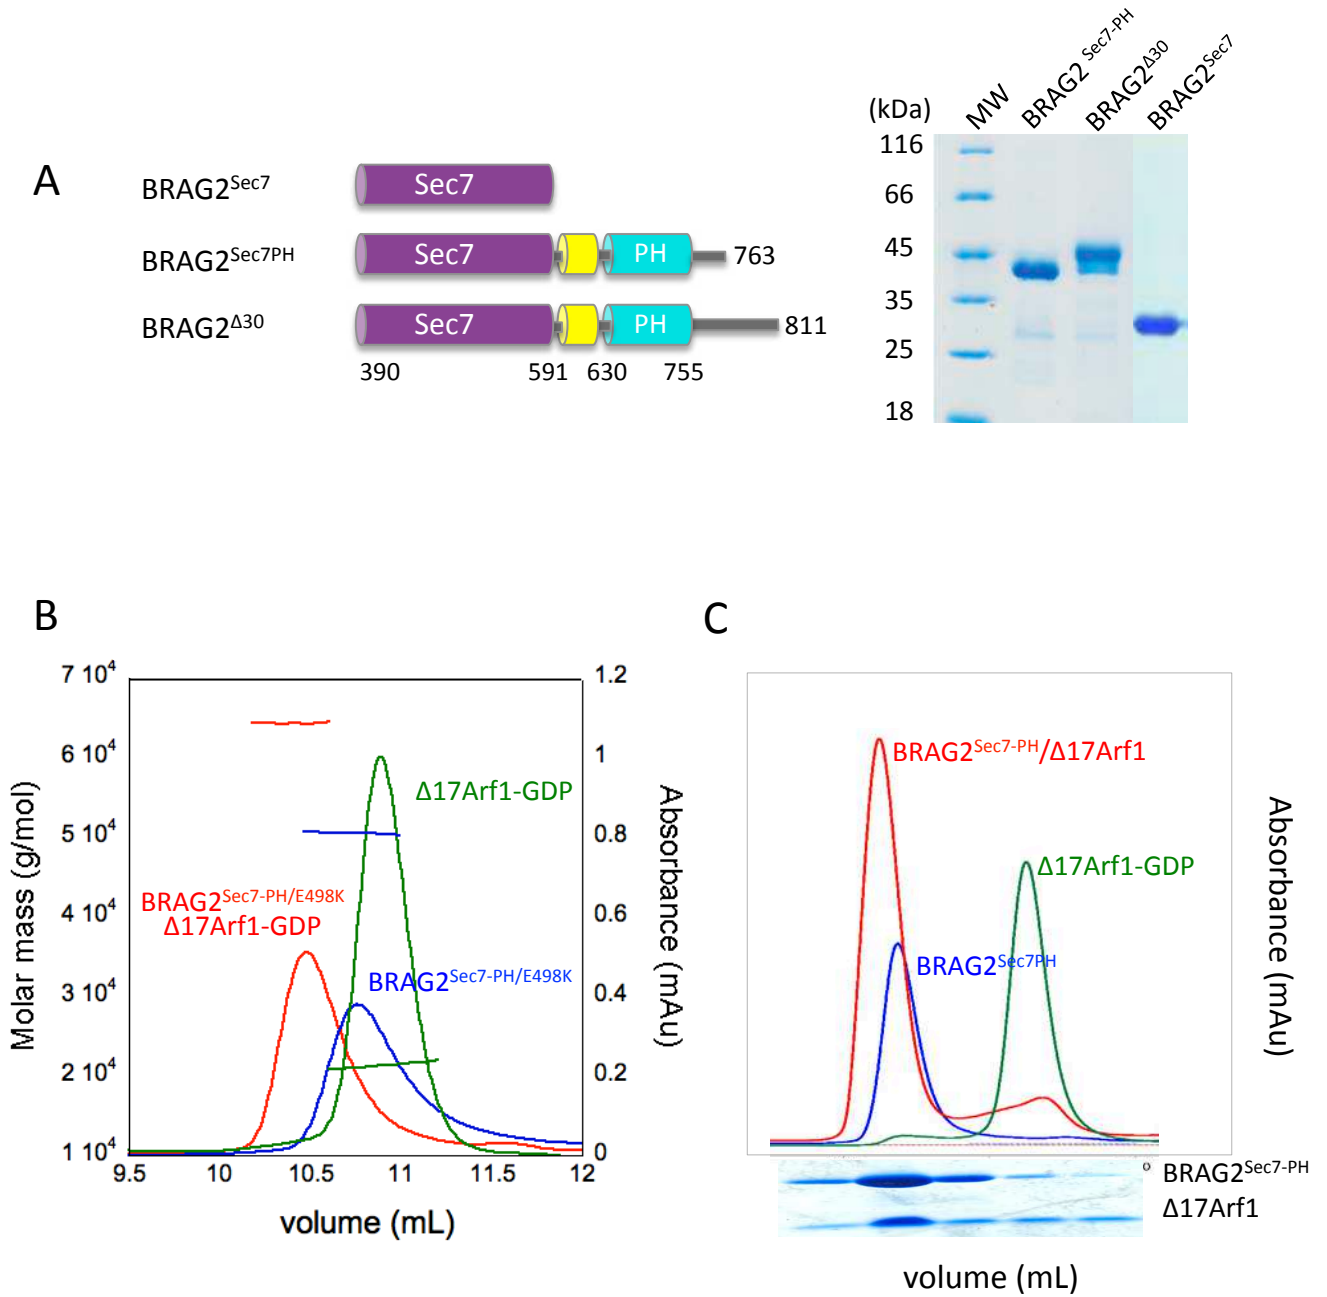 A
BRAG2Sec7
Sec7
BRAG2Sec7PH
Sec7
PH
763
BRAG2Δ30
Sec7
PH
811
390
591
630
755
(kDa)
MW
BRAG2 Sec7-PH
BRAG2Δ30
BRAG2Sec7
116
66
45
35
25
18
B
7 10⁴
6 10⁴
5 10⁴
4 10⁴
3 10⁴
2 10⁴
1 10⁴
Molar mass (g/mol)
1.2
1
0.8
0.6
0.4
0.2
0
Absorbance (mAu)
Δ17Arf1-GDP
BRAG2Sec7-PH/E498K
Δ17Arf1-GDP
BRAG2Sec7-PH/E498K
9.5
10
10.5
11
11.5
12
volume (mL)
C
BRAG2Sec7-PH/Δ17Arf1
Δ17Arf1-GDP
BRAG2Sec7PH
Absorbance (mAu)
BRAG2Sec7-PH
Δ17Arf1
volume (mL)